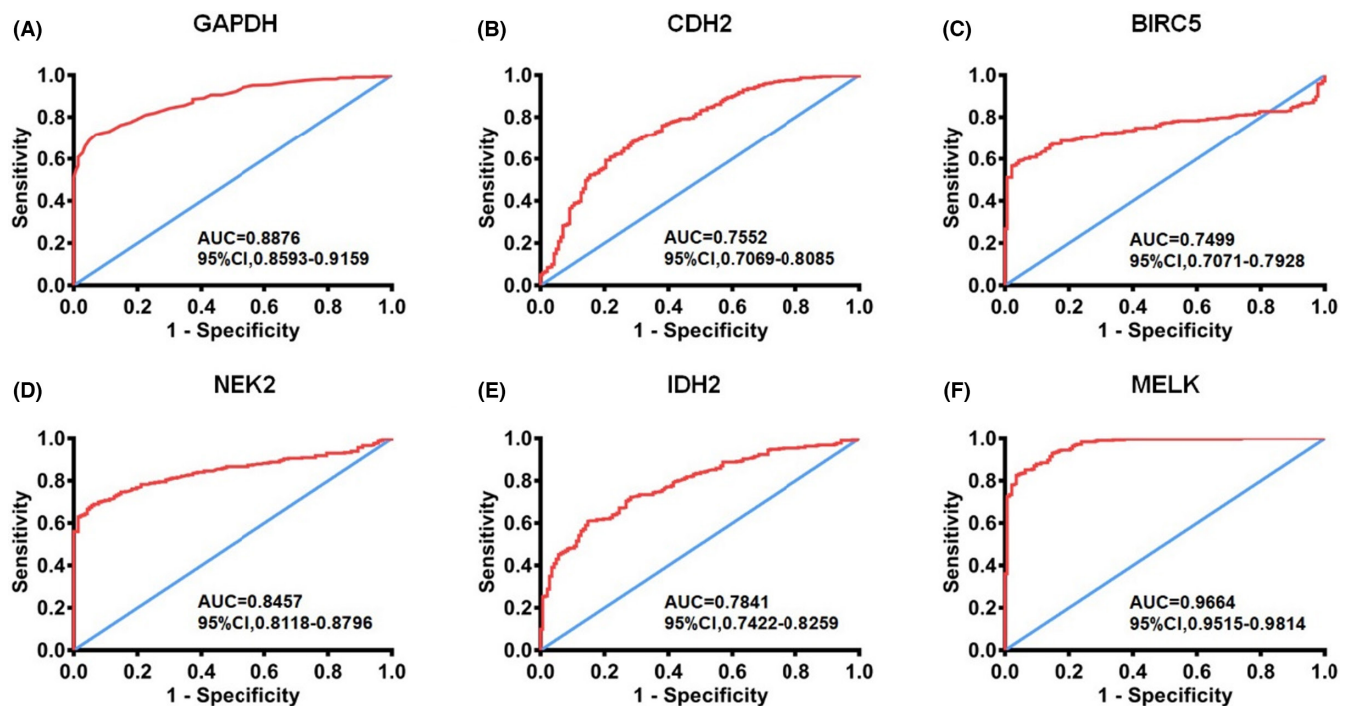 (A) GAPDH
Sensitivity
1.0
0.8
0.6
0.4
0.2
0.0
AUC=0.8876
95%CI,0.8593-0.9159
0.0 0.2 0.4 0.6 0.8 1.0
1 - Specificity
(B) CDH2
Sensitivity
1.0
0.8
0.6
0.4
0.2
0.0
AUC=0.7552
95%CI,0.7069-0.8085
0.0 0.2 0.4 0.6 0.8 1.0
1 - Specificity
(C) BIRC5
Sensitivity
1.0
0.8
0.6
0.4
0.2
0.0
AUC=0.7499
95%CI,0.7071-0.7928
0.0 0.2 0.4 0.6 0.8 1.0
1 - Specificity
(D) NEK2
Sensitivity
1.0
0.8
0.6
0.4
0.2
0.0
AUC=0.8457
95%CI,0.8118-0.8796
0.0 0.2 0.4 0.6 0.8 1.0
1 - Specificity
(E) IDH2
Sensitivity
1.0
0.8
0.6
0.4
0.2
0.0
AUC=0.7841
95%CI,0.7422-0.8259
0.0 0.2 0.4 0.6 0.8 1.0
1 - Specificity
(F) MELK
Sensitivity
1.0
0.8
0.6
0.4
0.2
0.0
AUC=0.9664
95%CI,0.9515-0.9814
0.0 0.2 0.4 0.6 0.8 1.0
1 - Specificity